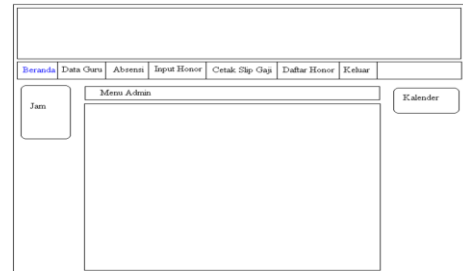 Beranda Data Guru Absensi Input Honor Cetak Slip Gaji Daftar Honor Keluar
Jam
Menu Admin
Kalender